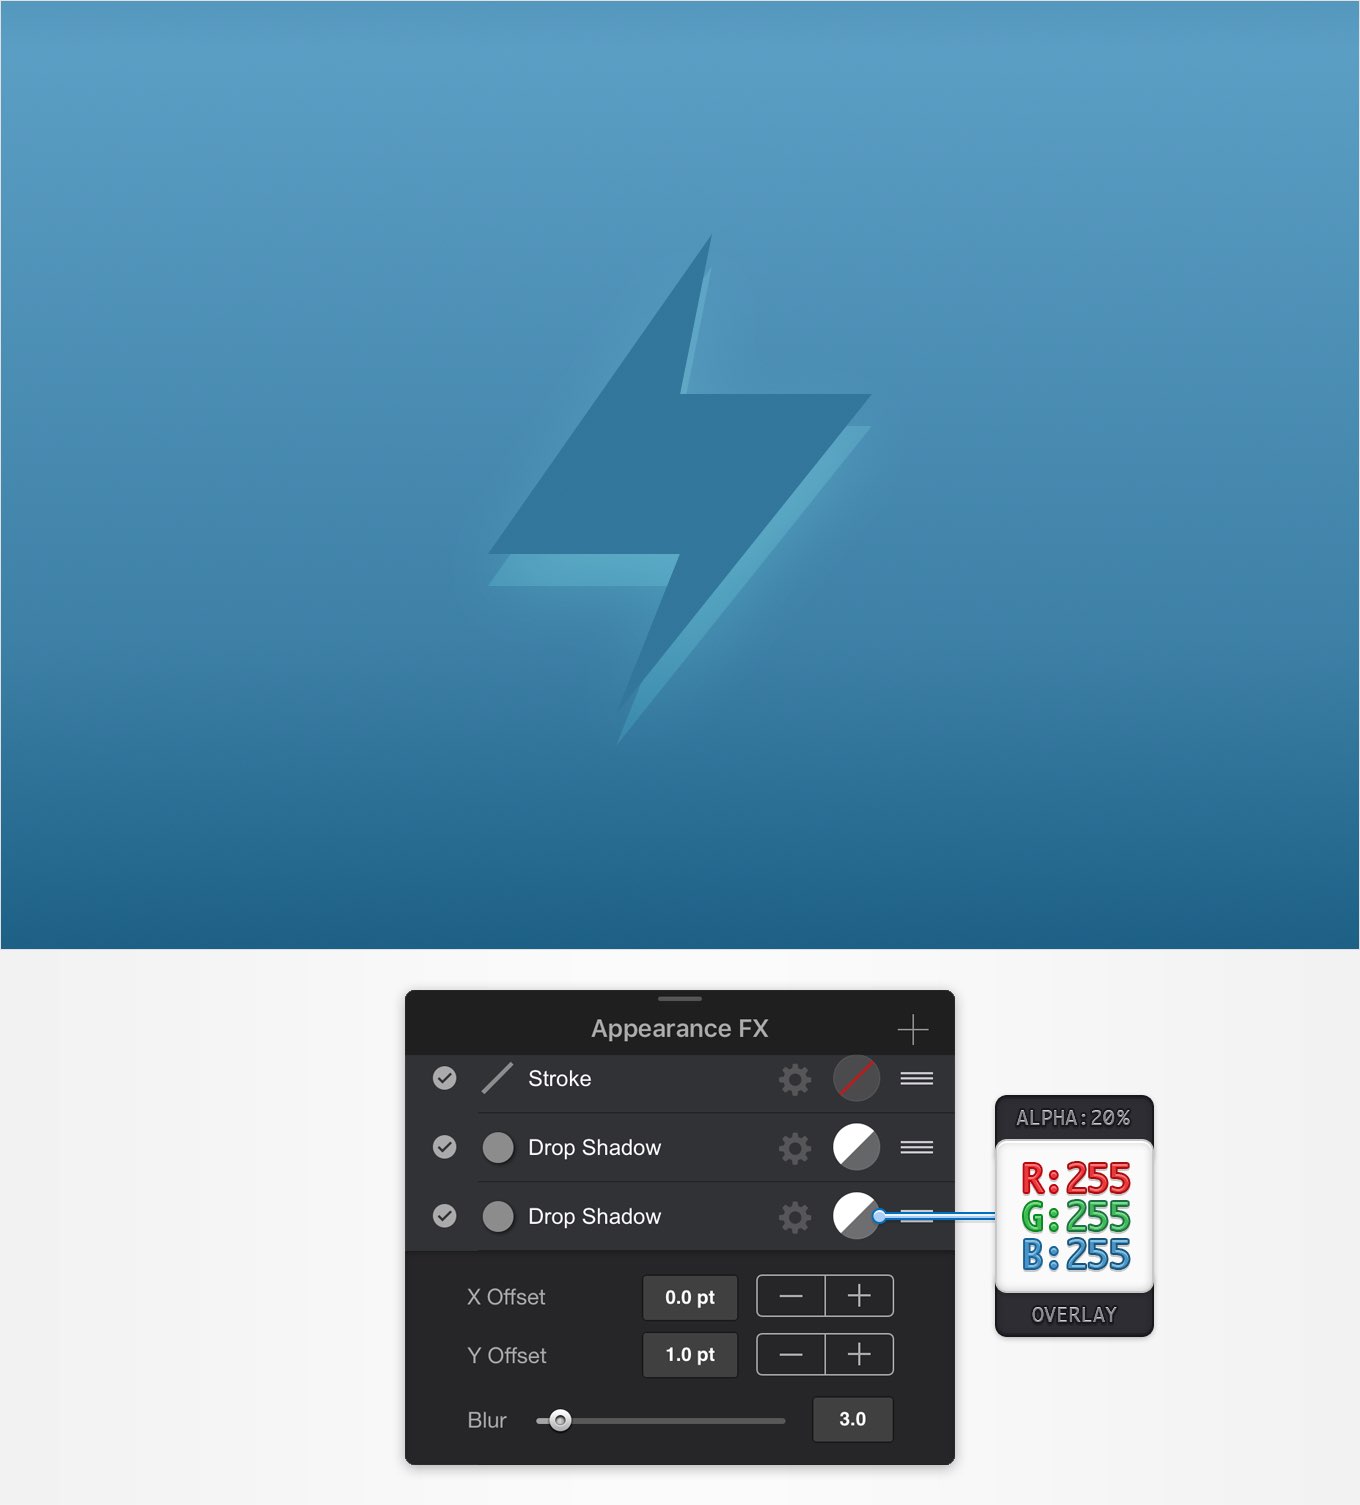 Appearance FX
Stroke
Drop Shadow
Drop Shadow
X Offset 0.0 pt
Y Offset 1.0 pt
Blur 3.0
ALPHA:20%
R:255
G:255
B:255
OVERLAY